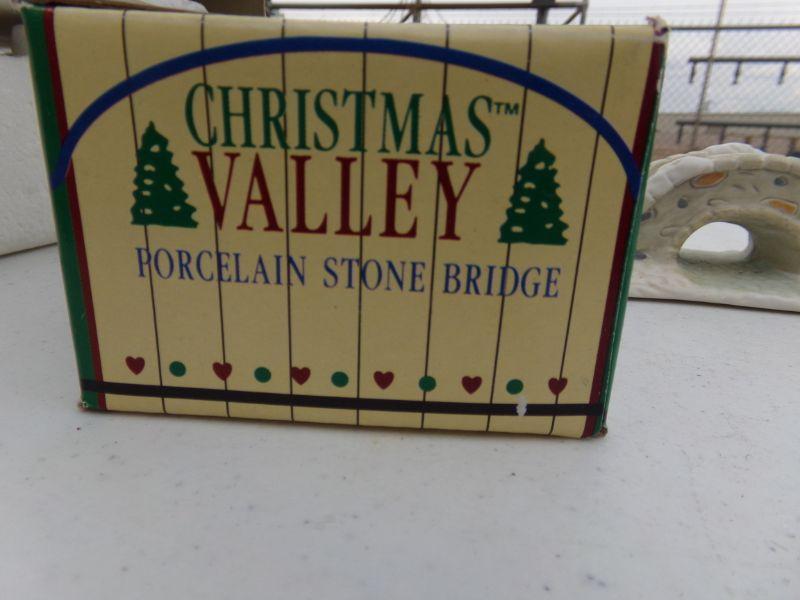 CHRISTMAS™
VALLEY
PORCELAIN STONE BRIDGE